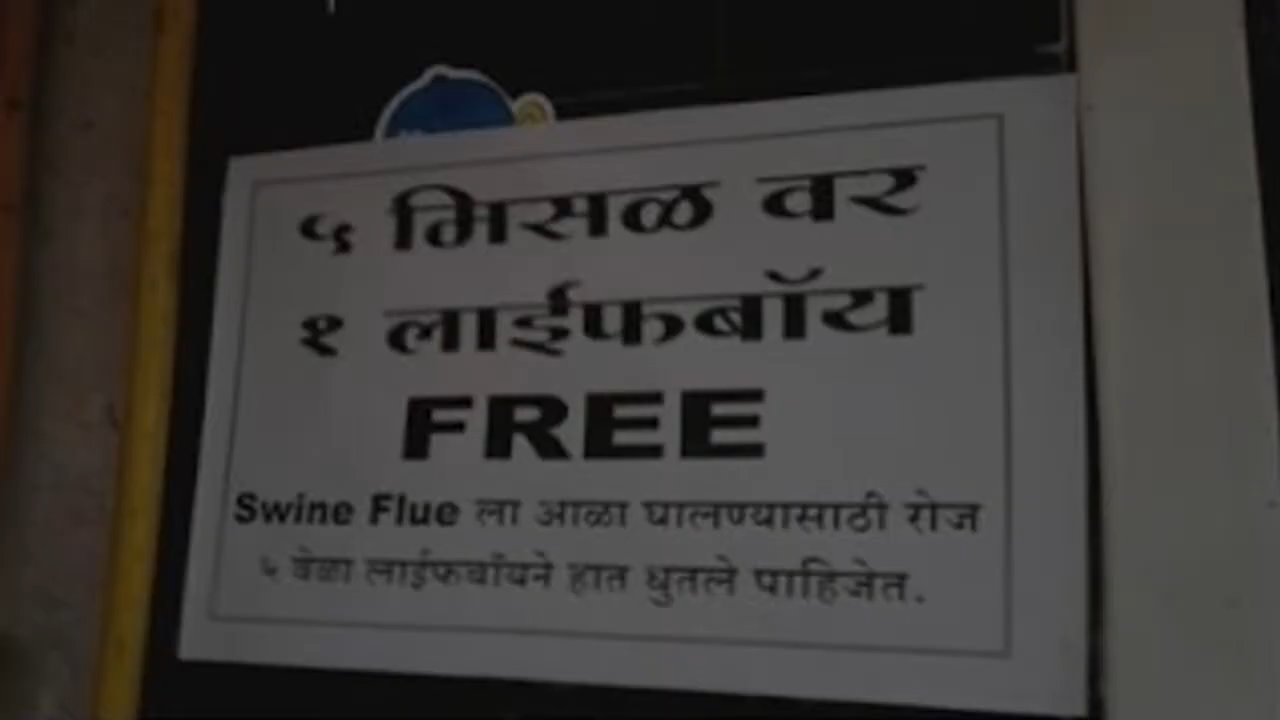 ५ मिसळ वर
१ लाईफबॉय
FREE
Swine Flue ला आळा घालण्यासाठी रोज
५ वेळा लाईफबॉयने हात धुतले पाहिजेत.